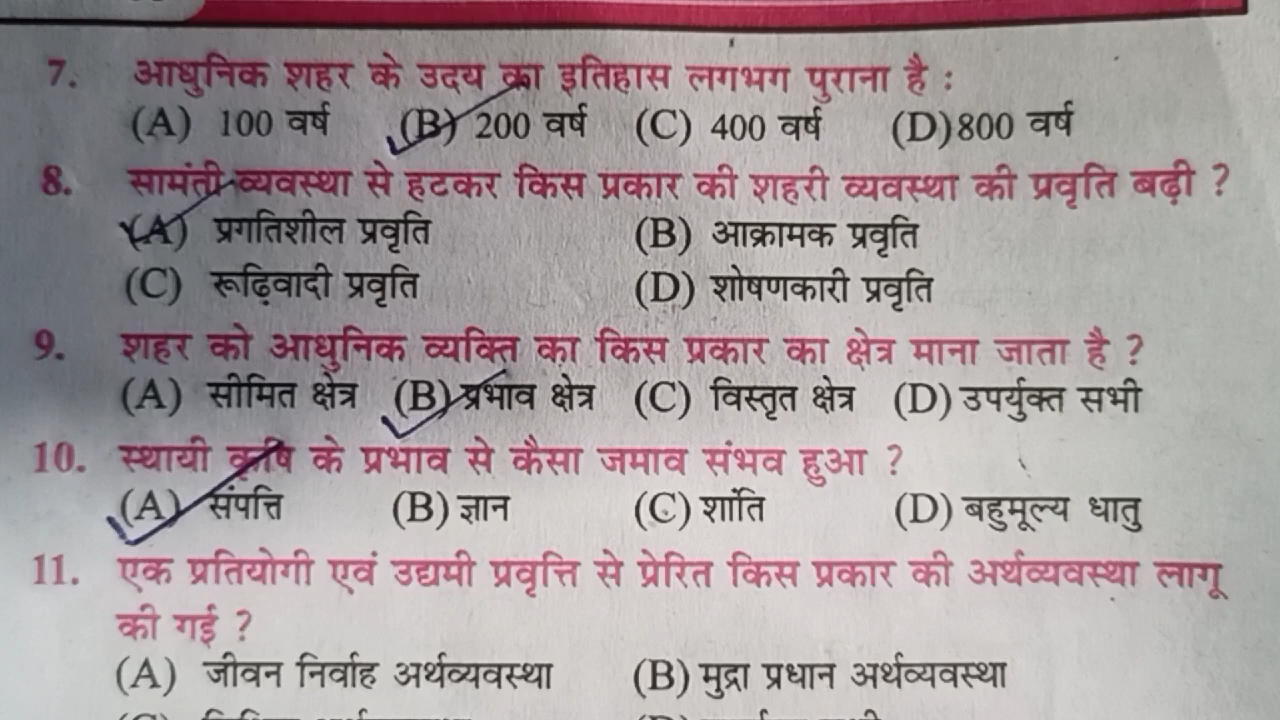 7. आधुनिक शहर के उदय का इतिहास लगभग पुराना है :
(A) 100 वर्ष (B) 200 वर्ष (C) 400 वर्ष (D) 800 वर्ष
8. सामंती व्यवस्था से हटकर किस प्रकार की शहरी व्यवस्था की प्रवृति बढ़ी ?
(A) प्रगतिशील प्रवृति (B) आक्रामक प्रवृति
(C) रूढ़िवादी प्रवृति (D) शोषणकारी प्रवृति
9. शहर को आधुनिक व्यक्ति का किस प्रकार का क्षेत्र माना जाता है ?
(A) सीमित क्षेत्र (B) प्रभाव क्षेत्र (C) विस्तृत क्षेत्र (D) उपर्युक्त सभी
10. स्थायी कृषि के प्रभाव से कैसा जमाव संभव हुआ ?
(A) संपत्ति (B) ज्ञान (C) शांति (D) बहुमूल्य धातु
11. एक प्रतियोगी एवं उद्यमी प्रवृत्ति से प्रेरित किस प्रकार की अर्थव्यवस्था लागू
की गई ?
(A) जीवन निर्वाह अर्थव्यवस्था (B) मुद्रा प्रधान अर्थव्यवस्था